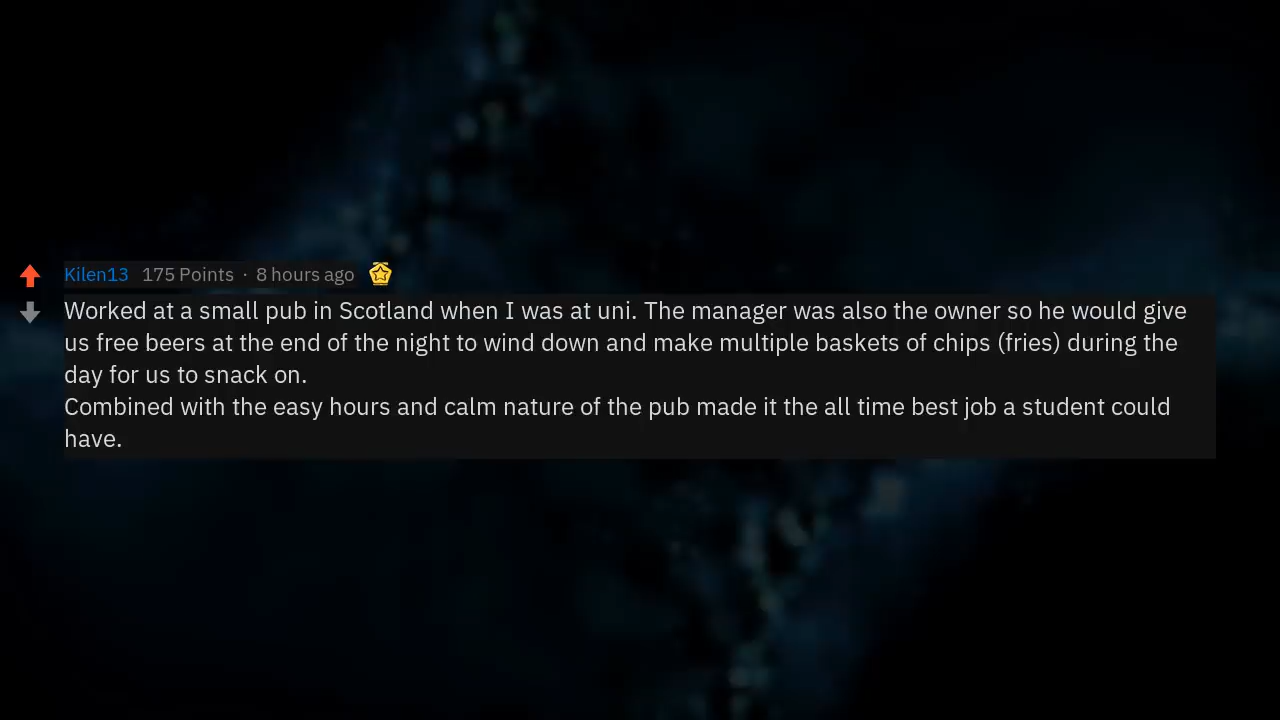 Kilen13 175 Points · 8 hours ago
Worked at a small pub in Scotland when I was at uni. The manager was also the owner so he would give
us free beers at the end of the night to wind down and make multiple baskets of chips (fries) during the
day for us to snack on.
Combined with the easy hours and calm nature of the pub made it the all time best job a student could
have.